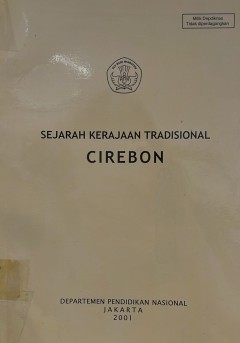 Milik Depdiknas
Tidak diperdagangkan
SEJARAH KERAJAAN TRADISIONAL
CIREBON
DEPARTEMEN PENDIDIKAN NASIONAL
JAKARTA
2001